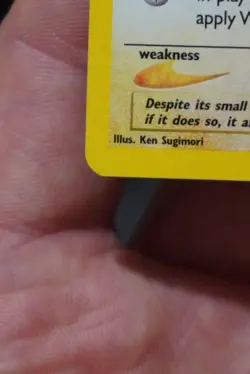 apply
weakness
Despite its small
if it does so, it
Illus. Ken Sugimori